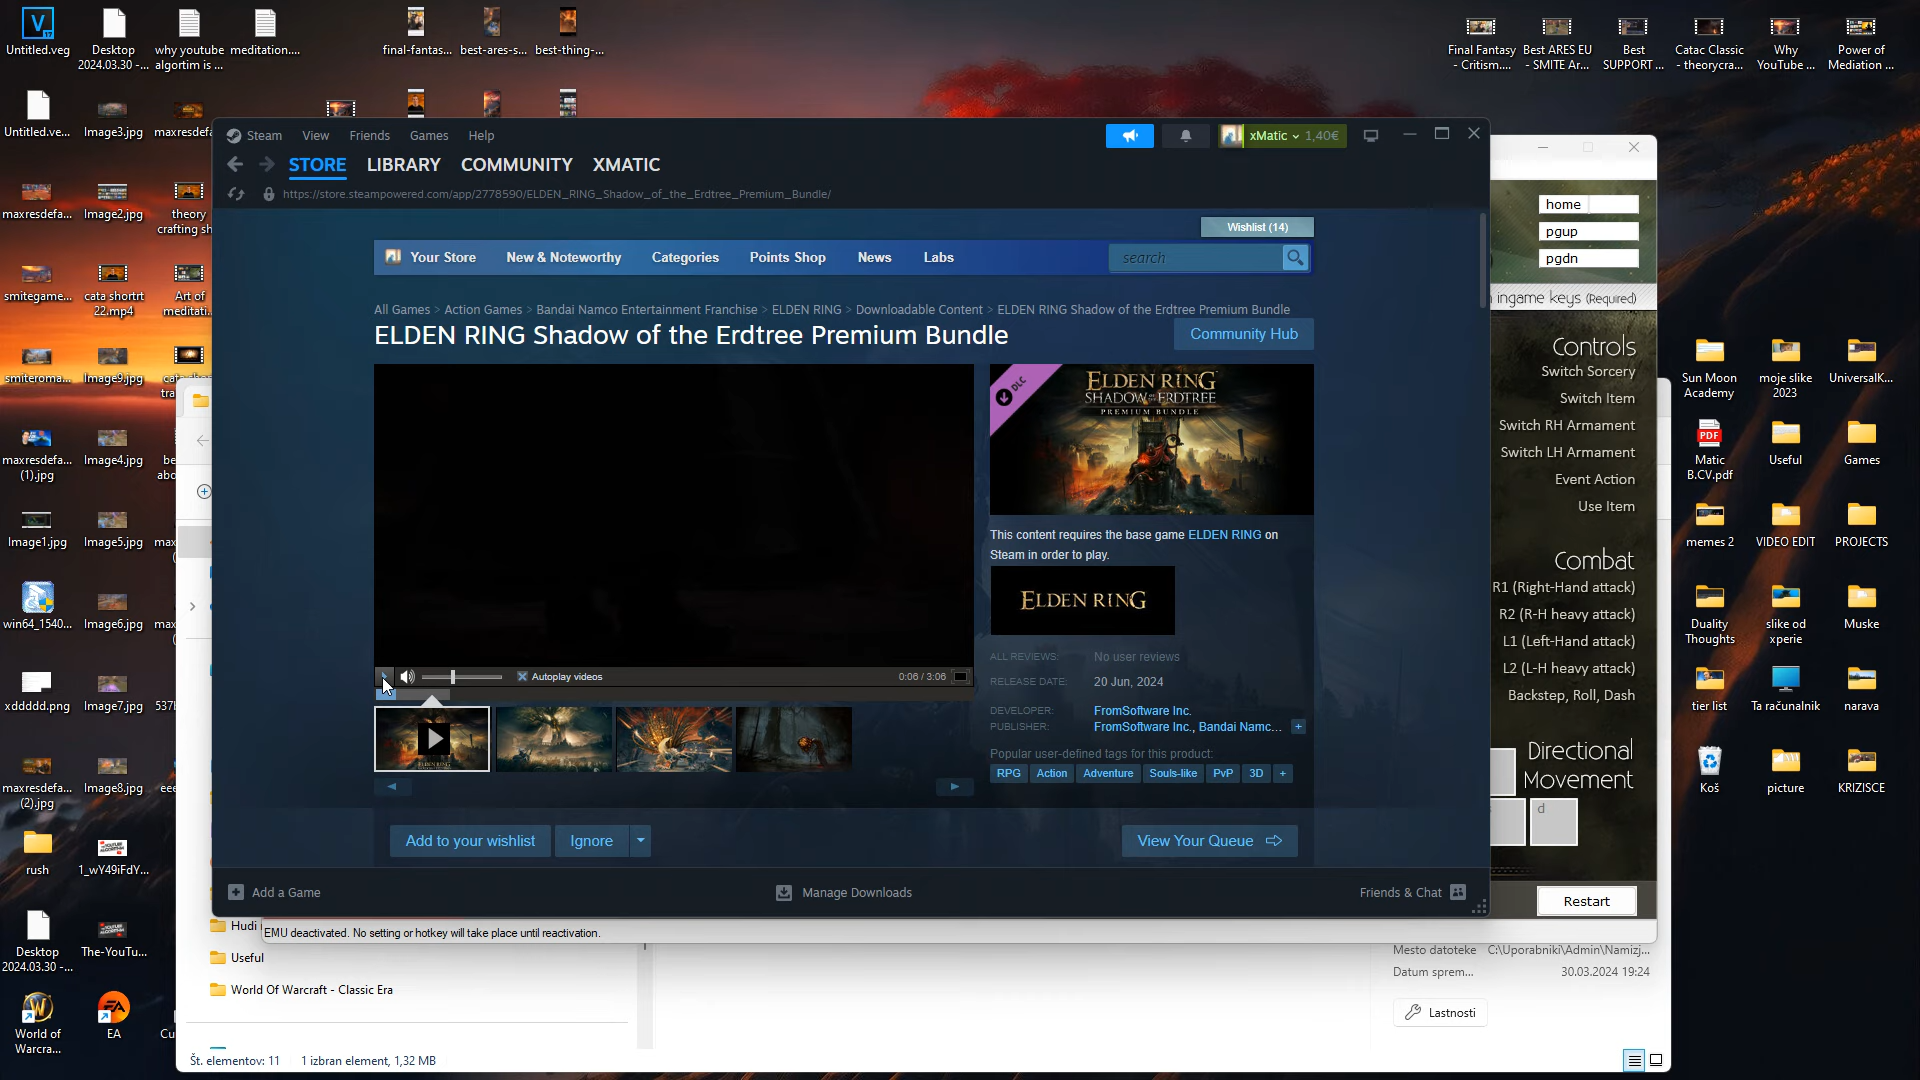 Untitled.veg
Desktop
2024.03.30 -...
why youtube
algortim is ...
meditation....
final-fantas...
best-ares-s...
best-thing-...
Final Fantasy
- Critism....
Best ARES EU
- SMITE Ar...
Best
SUPPORT ...
Catac Classic
- theorycra...
Why
YouTube ...
Power of
Mediation ...
Untitled.ve...
Image3.jpg
maxresdefa
maxresdefa...
Image2.jpg
theory
crafting sh
smitegame...
cata shortrt
22.mp4
Art of
meditati...
smiteroma...
Image9.jpg
maxresdefa...
(1).jpg
Image4.jpg
Image1.jpg
Image5.jpg
win64_1540...
Image6.jpg
xddddd.png
Image7.jpg
maxresdefa...
(2).jpg
Image8.jpg
rush
1_wY49iFdY...
Desktop
2024.03.30 -...
The-YouTu...
World of
Warcra...
EA
Steam
View
Friends
Games
Help
xMatic
1,40€
STORE
LIBRARY
COMMUNITY
XMATIC
https://store.steampowered.com/app/2778590/ELDEN_RING_Shadow_of_the_Erdtree_Premium_Bundle/
Wishlist (14)
Your Store
New & Noteworthy
Categories
Points Shop
News
Labs
search
All Games > Action Games > Bandai Namco Entertainment Franchise > ELDEN RING > Downloadable Content > ELDEN RING Shadow of the Erdtree Premium Bundle
ELDEN RING Shadow of the Erdtree Premium Bundle
Community Hub
DLC
ELDEN RING
SHADOW OF THE ERDTREE
PREMIUM BUNDLE
This content requires the base game ELDEN RING on
Steam in order to play.
ELDEN RING
ALL REVIEWS:
No user reviews
RELEASE DATE:
20 Jun, 2024
DEVELOPER:
FromSoftware Inc.
PUBLISHER:
FromSoftware Inc., Bandai Namc...
+
Popular user-defined tags for this product:
RPG
Action
Adventure
Souls-like
PvP
3D
+
Autoplay videos
0:06 / 3:06
Add to your wishlist
Ignore
View Your Queue
Add a Game
Manage Downloads
Friends & Chat
home
pgup
pgdn
ingame keys (Required)
Controls
Switch Sorcery
Switch Item
Switch RH Armament
Switch LH Armament
Event Action
Use Item
Combat
R1 (Right-Hand attack)
R2 (R-H heavy attack)
L1 (Left-Hand attack)
L2 (L-H heavy attack)
Backstep, Roll, Dash
Directional
Movement
d
Restart
EMU deactivated. No setting or hotkey will take place until reactivation.
Hudi
Useful
World Of Warcraft - Classic Era
Št. elementov: 11
1 izbran element, 1,32 MB
Mesto datoteke
C:\Uporabniki\Admin\Namizj...
Datum sprem...
30.03.2024 19:24
Lastnosti
Sun Moon
Academy
moje slike
2023
UniversalK...
PDF
Matic
B.CV.pdf
Useful
Games
memes 2
VIDEO EDIT
PROJECTS
Duality
Thoughts
slike od
xperie
Muske
tier list
Ta računalnik
narava
Koš
picture
KRIZISCE